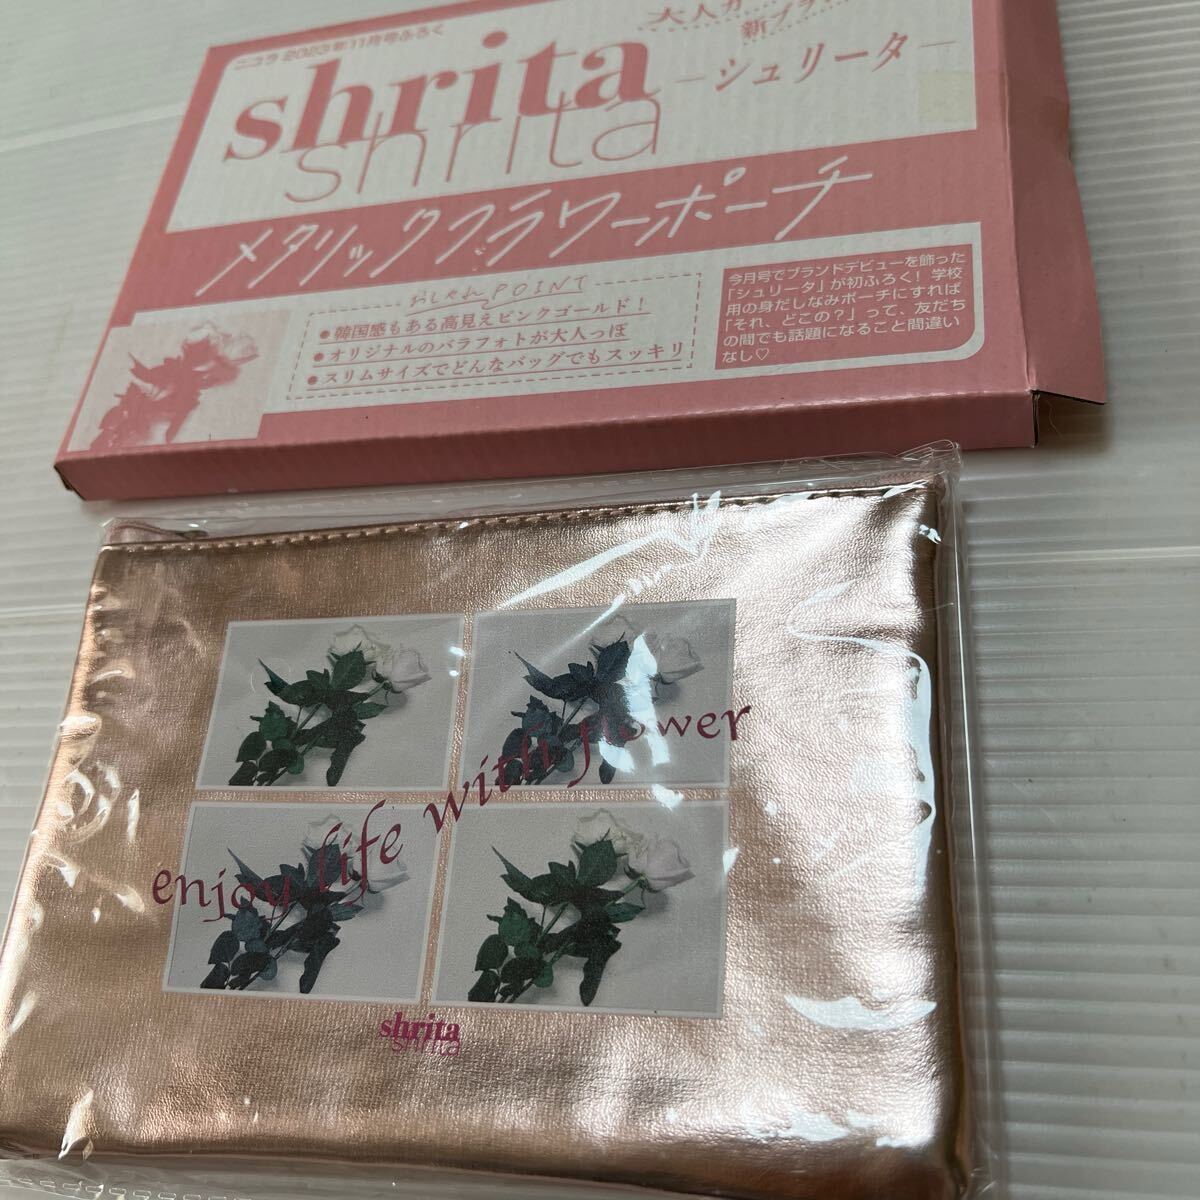 ニコラ 2023年11月号ふろく
大人ガ
新ブラ
shrita
shrita
－シュリータ－
メタリックフラワーポーチ
おしゃれPOINT
●韓国感もある高見えピンクゴールド！
●オリジナルのバラフォトが大人っぽ
●スリムサイズでどんなバッグでもスッキリ
今月号でブランドデビューを飾った
「シュリータ」が初ふろく！学校
用の身だしなみポーチにすれば
「それ、どこの？」って、友だち
の間でも話題になること間違い
なし♡
enjoy life with flower
shrita
shrita